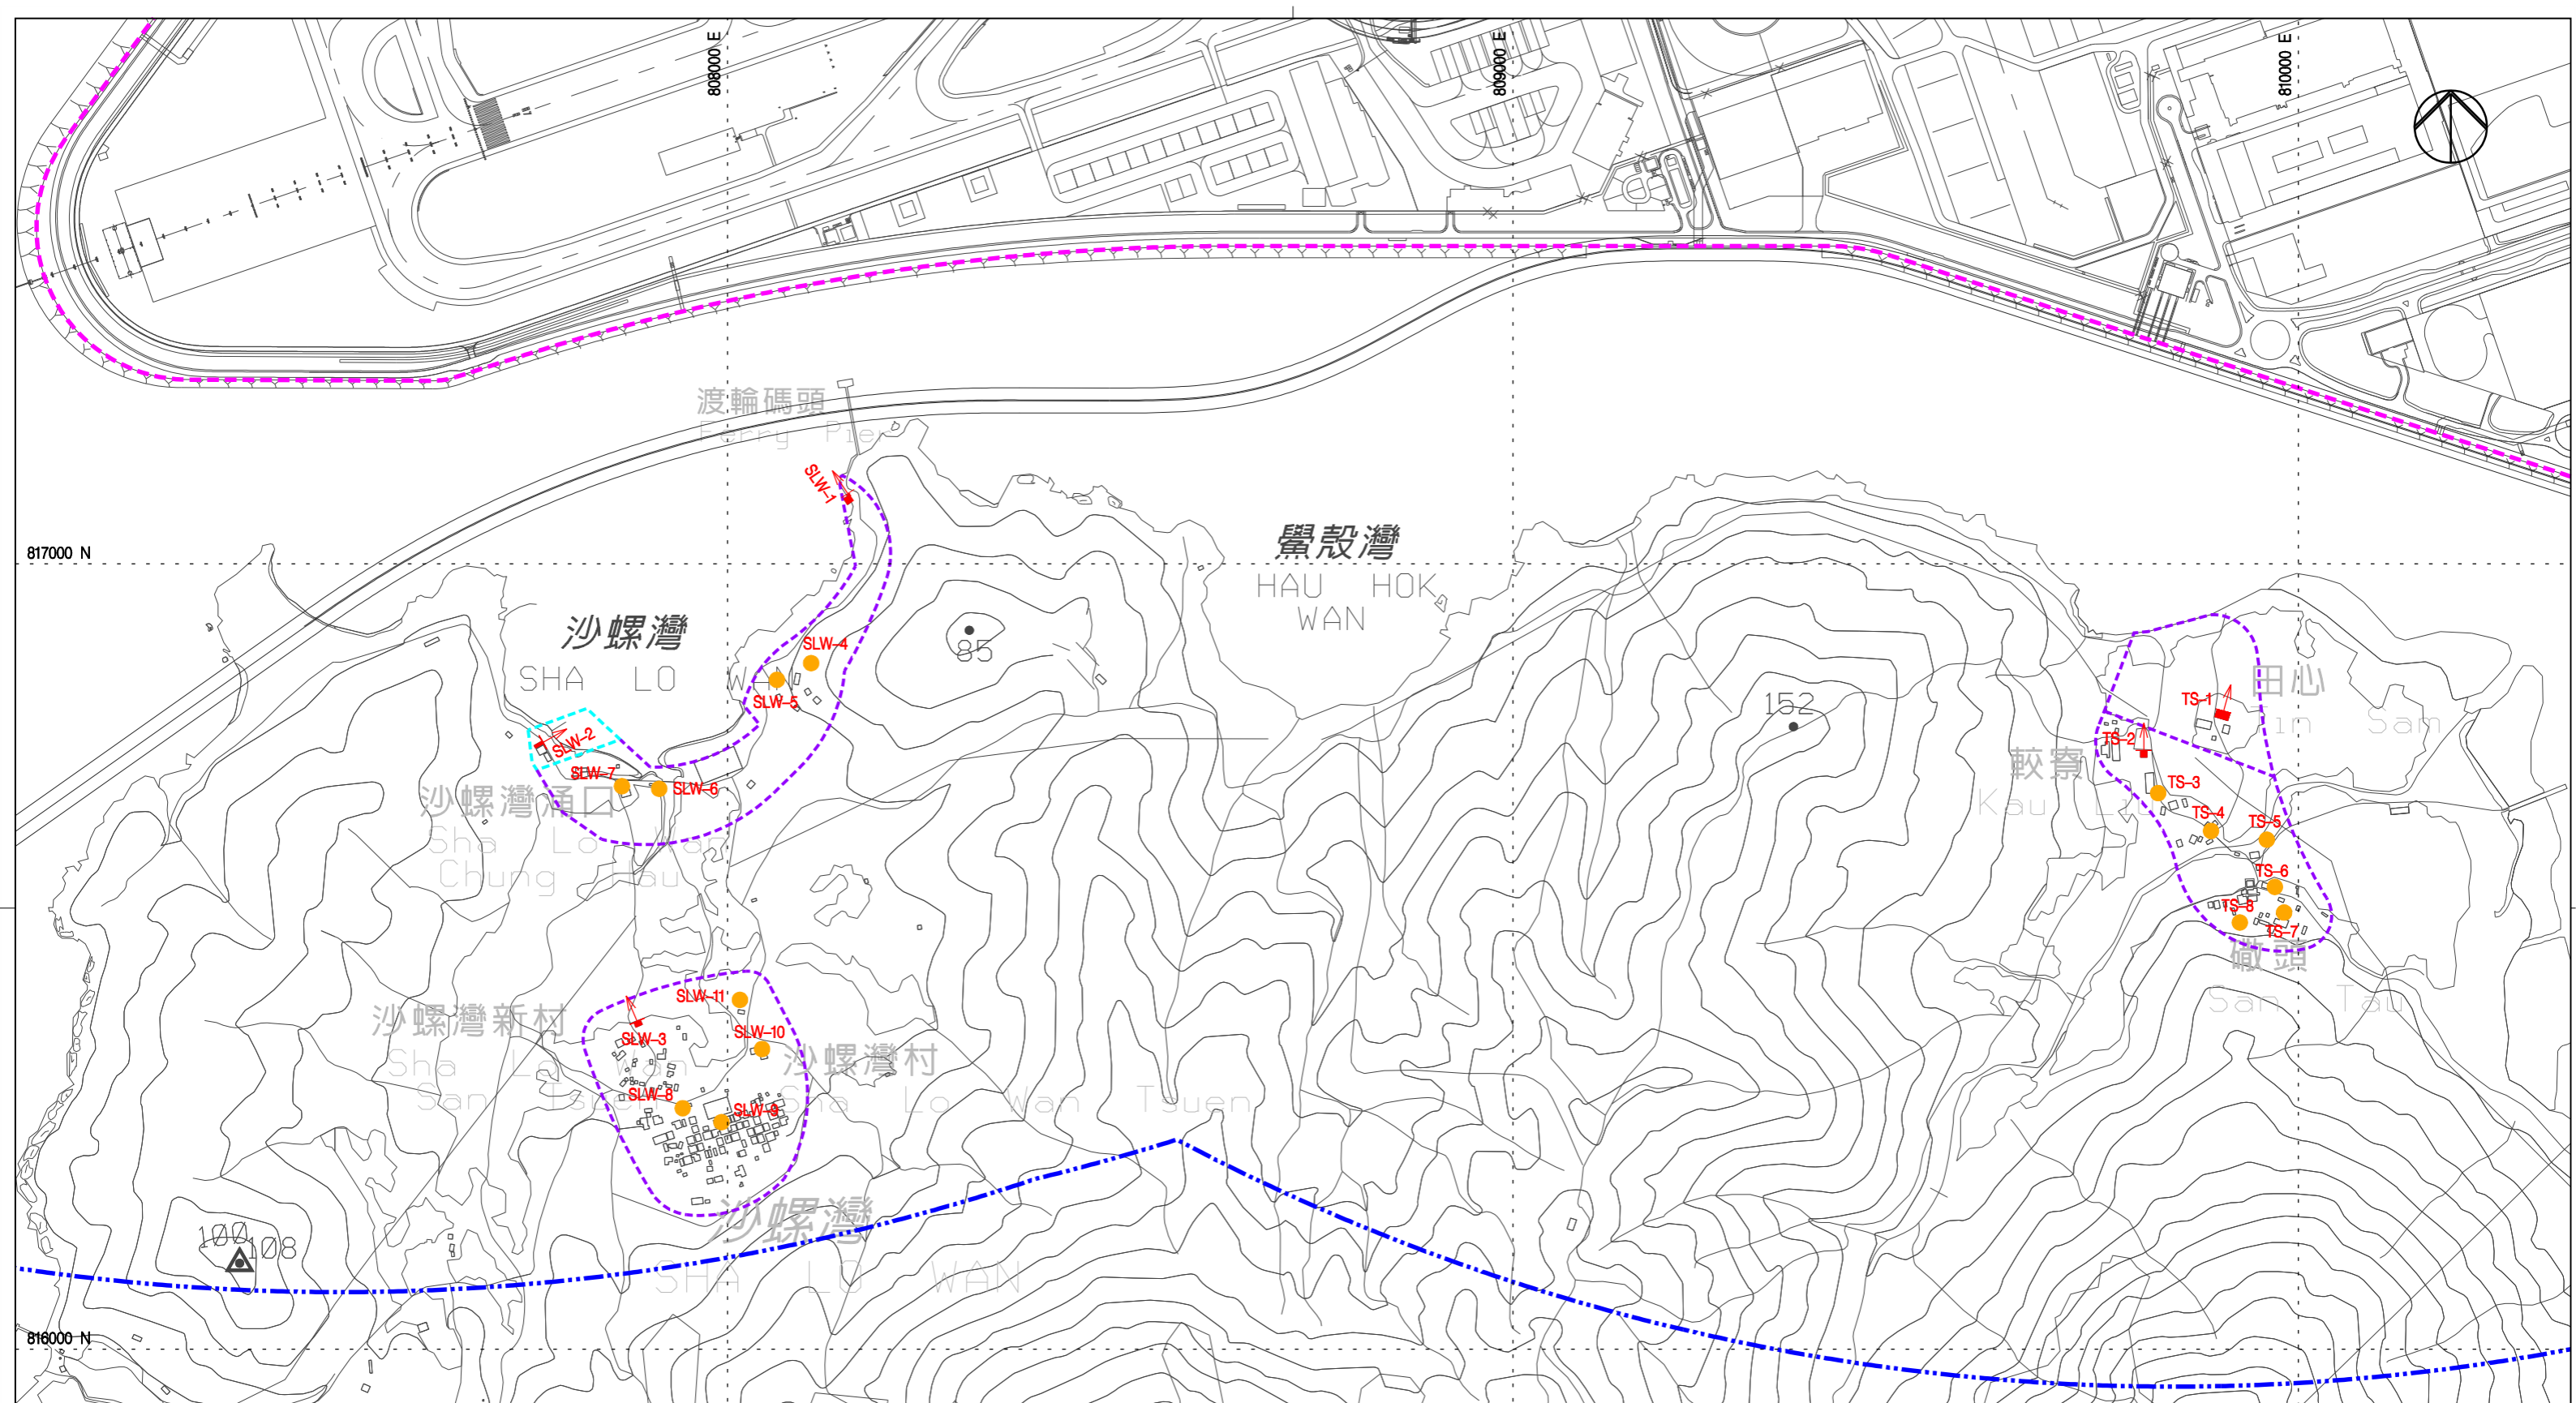 808000 E
809000 E
810000 E
渡輪碼頭
Ferry Pier
SLW-1
817000 N
鱟殼灣
HAU HOK
WAN
沙螺灣
SHA LO WAN
SLW-4
85
SLW-5
SLW-2
SLW-7
SLW-6
沙螺灣涌口
Sha Lo Wan
Chung Hau
152
田心
Tin Sam
TS-1
TS-2
較寮
Kau Liu
TS-3
TS-4
TS-5
TS-6
TS-8
TS-7
𥕢頭
San Tau
SLW-11
沙螺灣新村
Sha Lo Wan
San Tsuen
SLW-3
SLW-10
沙螺灣村
Sha Lo Wan Tsuen
SLW-8
SLW-9
沙螺灣
SHA LO WAN
100
108
816000 N